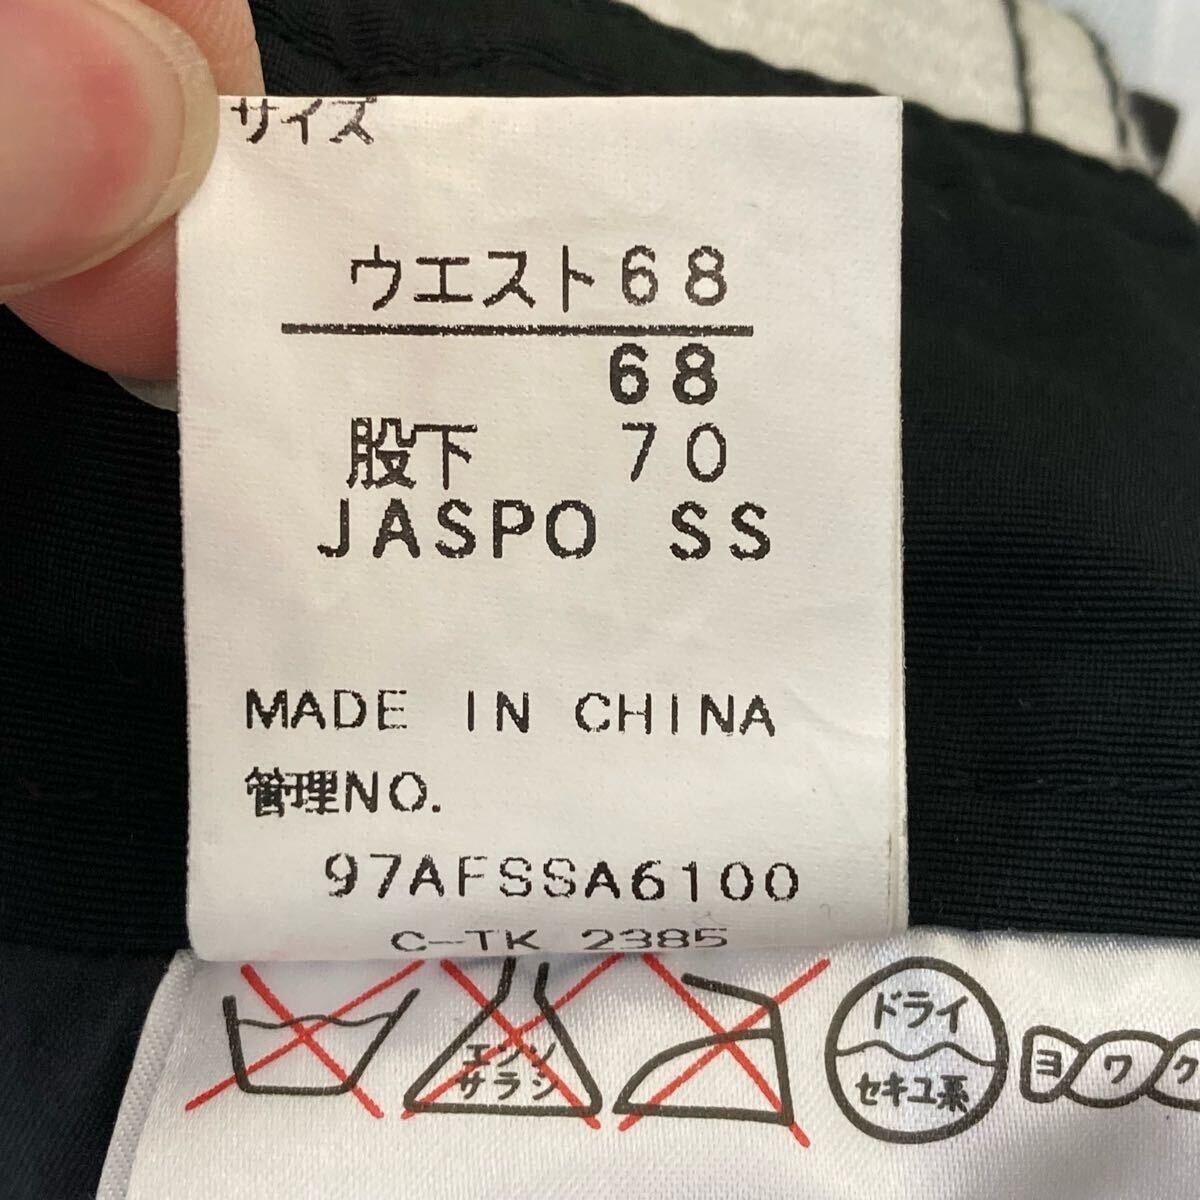 サイズ
ウエスト68
68
股下 70
JASPO SS
MADE IN CHINA
管理NO.
97AFSSA6100
C-TK 2385
エンソ
サラシ
ドライ
セキユ系
ヨワク